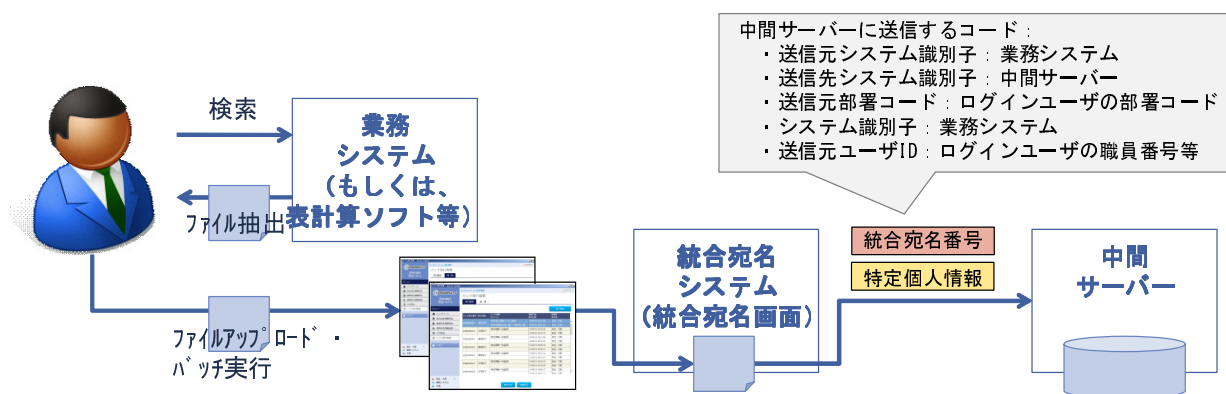 中間サーバーに送信するコード：
・送信元システム識別子：業務システム
・送信先システム識別子：中間サーバー
・送信元部署コード：ログインユーザの部署コード
・システム識別子：業務システム
・送信元ユーザID：ログインユーザの職員番号等
検索
業務
システム
(もしくは、
表計算ソフト等)
ファイル抽出
統合宛名
システム
(統合宛名画面)
統合宛名番号
特定個人情報
中間
サーバー
ファイルアップロード・
バッチ実行